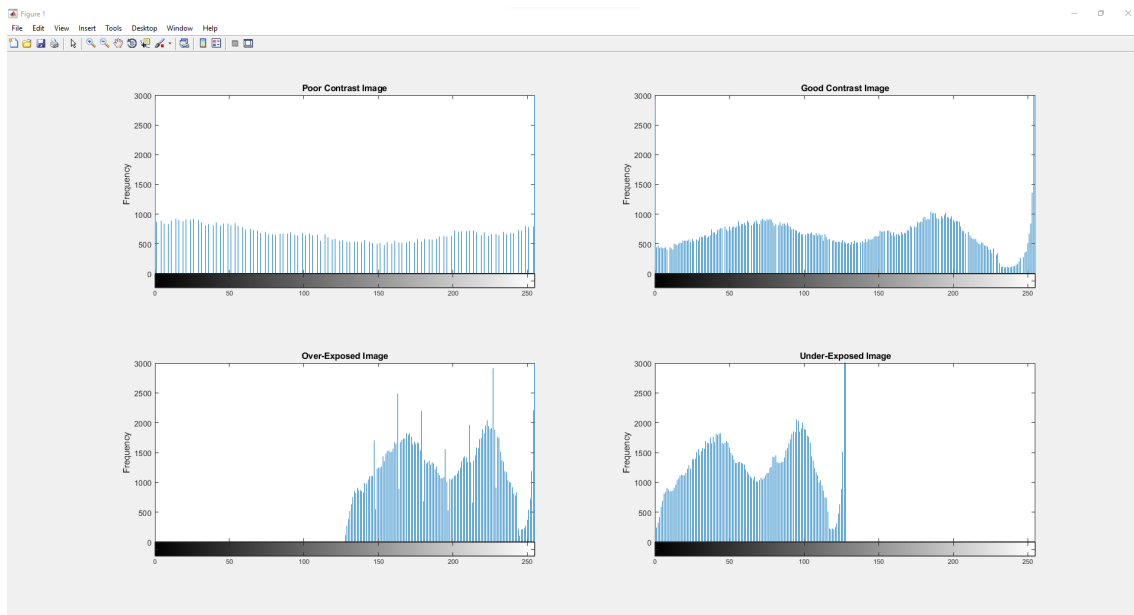 Figure 1
File Edit View Insert Tools Desktop Window Help
Poor Contrast Image
Frequency
3000
2500
2000
1500
1000
500
0
0 50 100 150 200 250
Good Contrast Image
Frequency
3000
2500
2000
1500
1000
500
0
0 50 100 150 200 250
Over-Exposed Image
Frequency
3000
2500
2000
1500
1000
500
0
0 50 100 150 200 250
Under-Exposed Image
Frequency
3000
2500
2000
1500
1000
500
0
0 50 100 150 200 250